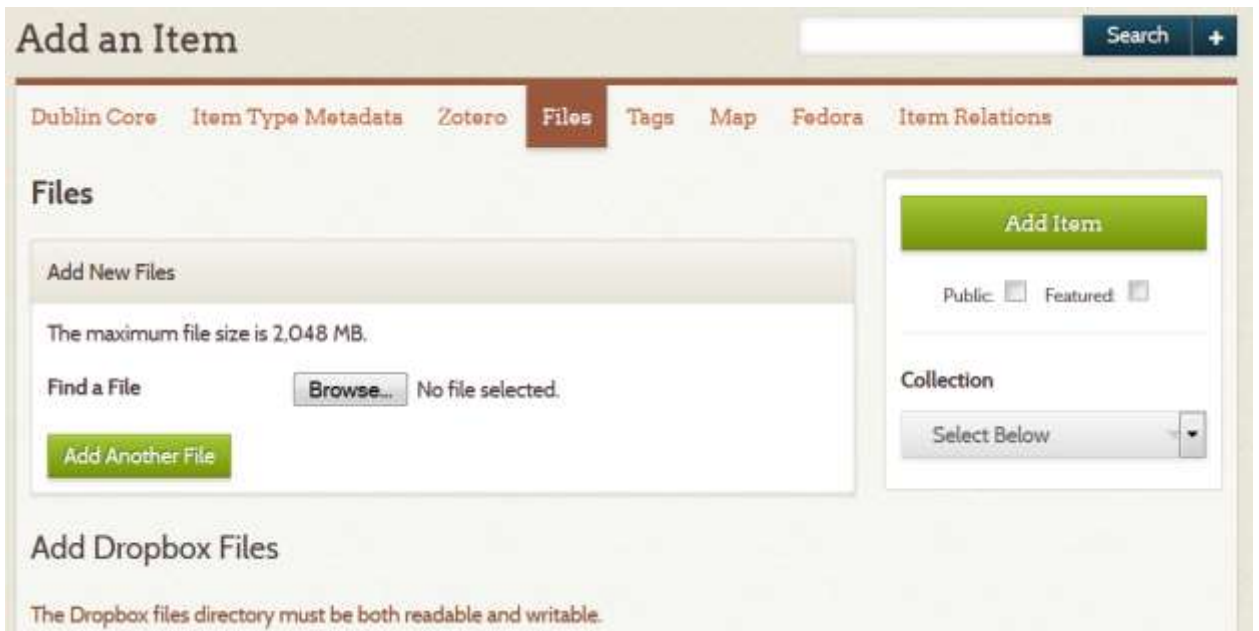 Add an Item
Search +
Dublin Core Item Type Metadata Zotero Files Tags Map Fedora Item Relations
Files
Add New Files
The maximum file size is 2,048 MB.
Find a File Browse... No file selected.
Add Another File
Add Item
Public: Featured:
Collection
Select Below
Add Dropbox Files
The Dropbox files directory must be both readable and writable.